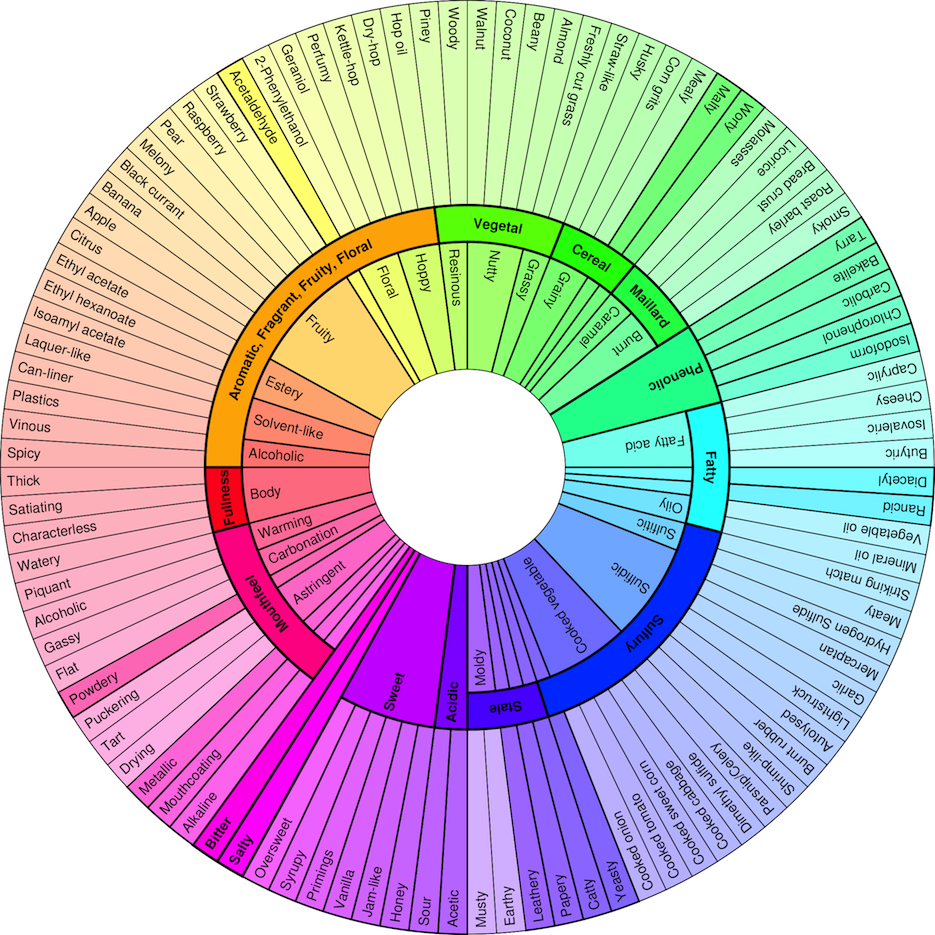 Woody
Walnut
Coconut
Beany
Almond
Freshly cut grass
Straw-like
Husky
Corn grits
Mealy
Malty
Worty
Molasses
Licorice
Bread crust
Roast barley
Smoky
Tarry
Bakelite
Carbolic
Chlorophenol
Isodoform
Caprylic
Cheesy
Isovaleric
Butyric
Diacetyl
Rancid
Vegetable oil
Mineral oil
Striking match
Meaty
Hydrogen Sulfide
Mercaptan
Garlic
Lightstuck
Autolysed
Burnt rubber
Shrimp-like
Parsnip/Celery
Dimethyl sulfide
Cooked cabbage
Cooked sweet corn
Cooked tomato
Cooked onion
Yeasty
Catty
Papery
Leathery
Earthy
Musty
Acetic
Sour
Honey
Jam-like
Vanilla
Primings
Syrupy
Oversweet
Salty
Bitter
Alkaline
Mouthcoating
Metallic
Drying
Tart
Puckering
Powdery
Flat
Gassy
Alcoholic
Piquant
Watery
Characterless
Satiating
Thick
Spicy
Vinous
Plastics
Can-liner
Laquer-like
Isoamyl acetate
Ethyl hexanoate
Ethyl acetate
Citrus
Apple
Banana
Black currant
Melony
Pear
Raspberry
Strawberry
Acetaldehyde
2-Phenylethanol
Geraniol
Perfumy
Kettle-hop
Dry-hop
Hop oil
Piney
Aromatic, Fragrant, Fruity, Floral
Vegetal
Cereal
Maillard
Phenolic
Fatty
Sulfury
Stale
Acidic
Sweet
Mouthfeel
Fullness
Alcoholic
Solvent-like
Estery
Fruity
Floral
Hoppy
Resinous
Nutty
Grassy
Grainy
Caramel
Burnt
Fatty acid
Oily
Sulfitic
Sulfidic
Cooked vegetable
Moldy
Astringent
Carbonation
Warming
Body